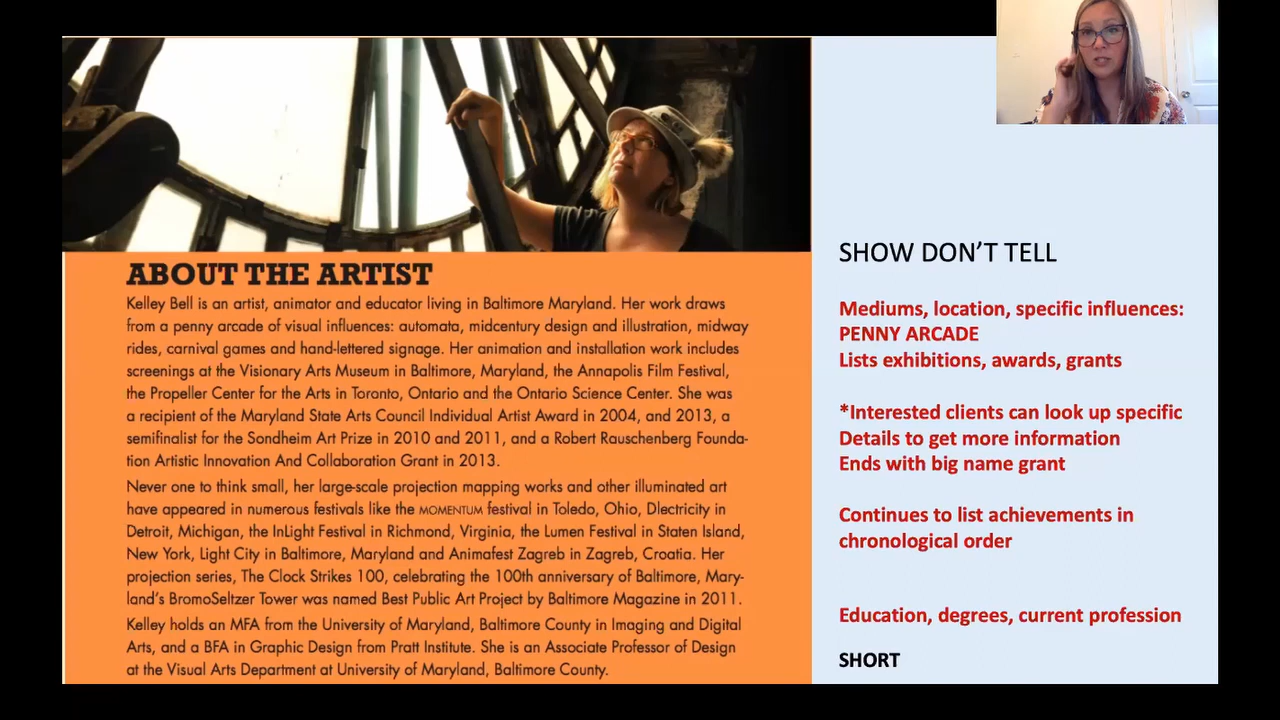 ABOUT THE ARTIST
Kelley Bell is an artist, animator and educator living in Baltimore Maryland. Her work draws
from a penny arcade of visual influences: automata, midcentury design and illustration, midway
rides, carnival games and hand-lettered signage. Her animation and installation work includes
screenings at the Visionary Arts Museum in Baltimore, Maryland, the Annapolis Film Festival,
the Propeller Center for the Arts in Toronto, Ontario and the Ontario Science Center. She was
a recipient of the Maryland State Arts Council Individual Artist Award in 2004, and 2013, a
semifinalist for the Sondheim Art Prize in 2010 and 2011, and a Robert Rauschenberg Founda-
tion Artistic Innovation And Collaboration Grant in 2013.
Never one to think small, her large-scale projection mapping works and other illuminated art
have appeared in numerous festivals like the MOMENTUM festival in Toledo, Ohio, Dlectricity in
Detroit, Michigan, the InLight Festival in Richmond, Virginia, the Lumen Festival in Staten Island,
New York, Light City in Baltimore, Maryland and Animafest Zagreb in Zagreb, Croatia. Her
projection series, The Clock Strikes 100, celebrating the 100th anniversary of Baltimore, Mary-
land's BromoSeltzer Tower was named Best Public Art Project by Baltimore Magazine in 2011.
Kelley holds an MFA from the University of Maryland, Baltimore County in Imaging and Digital
Arts, and a BFA in Graphic Design from Pratt Institute. She is an Associate Professor of Design
at the Visual Arts Department at University of Maryland, Baltimore County.
SHOW DON'T TELL
Mediums, location, specific influences:
PENNY ARCADE
Lists exhibitions, awards, grants
*Interested clients can look up specific
Details to get more information
Ends with big name grant
Continues to list achievements in
chronological order
Education, degrees, current profession
SHORT